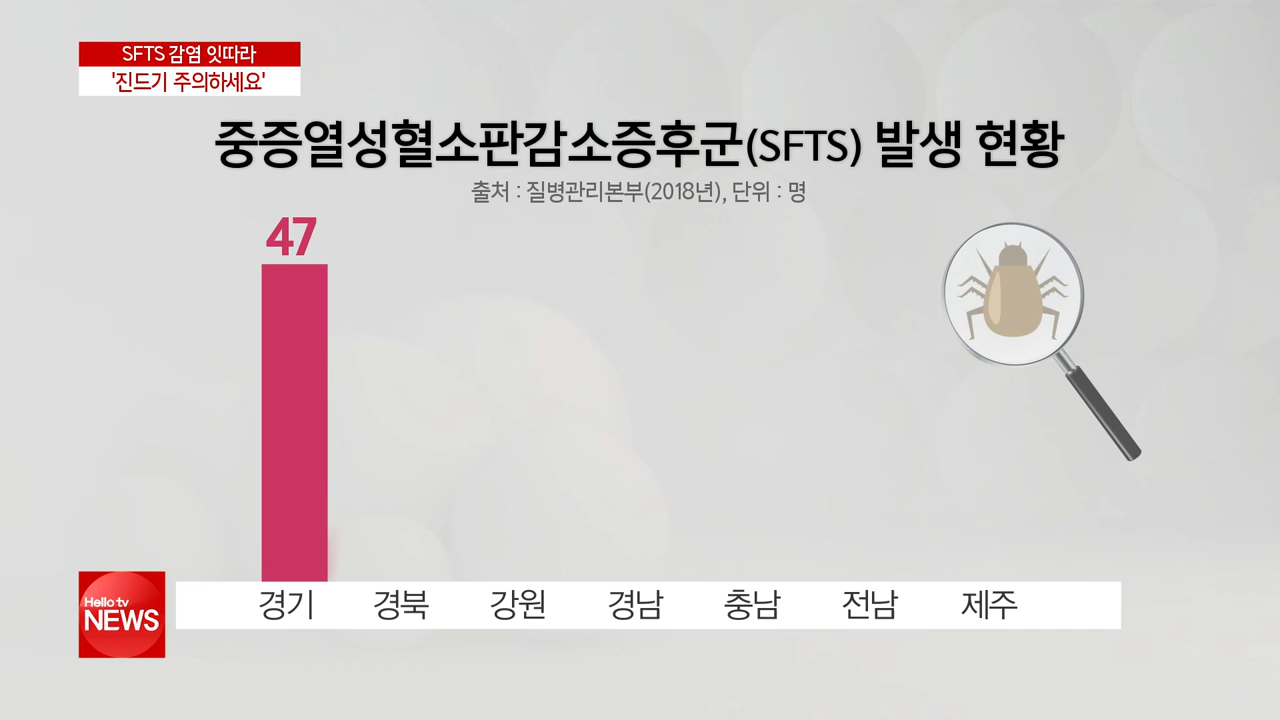 SFTS 감염 잇따라
'진드기 주의하세요'
중증열성혈소판감소증후군(SFTS) 발생 현황
출처 : 질병관리본부(2018년), 단위 : 명
47
경기 경북 강원 경남 충남 전남 제주
Hello tv
NEWS